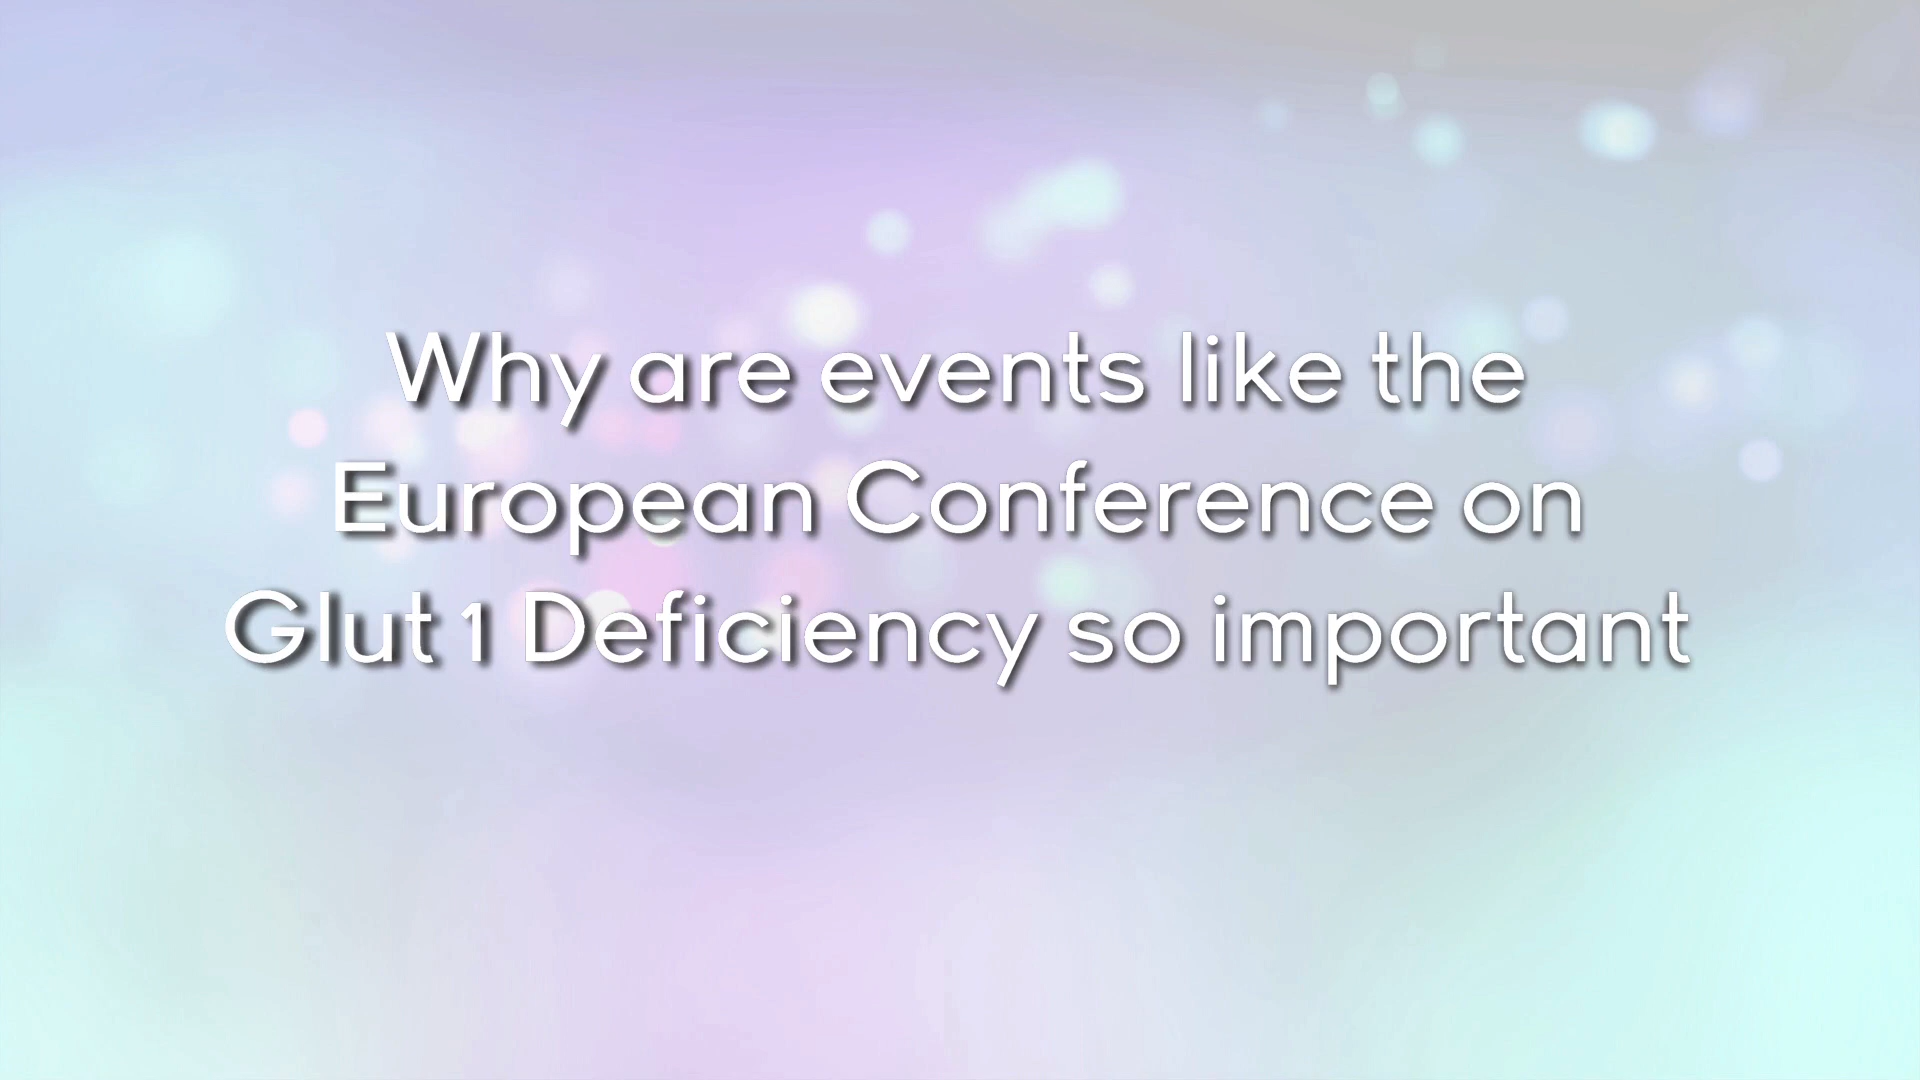 Why are events like the
European Conference on
Glut 1 Deficiency so important